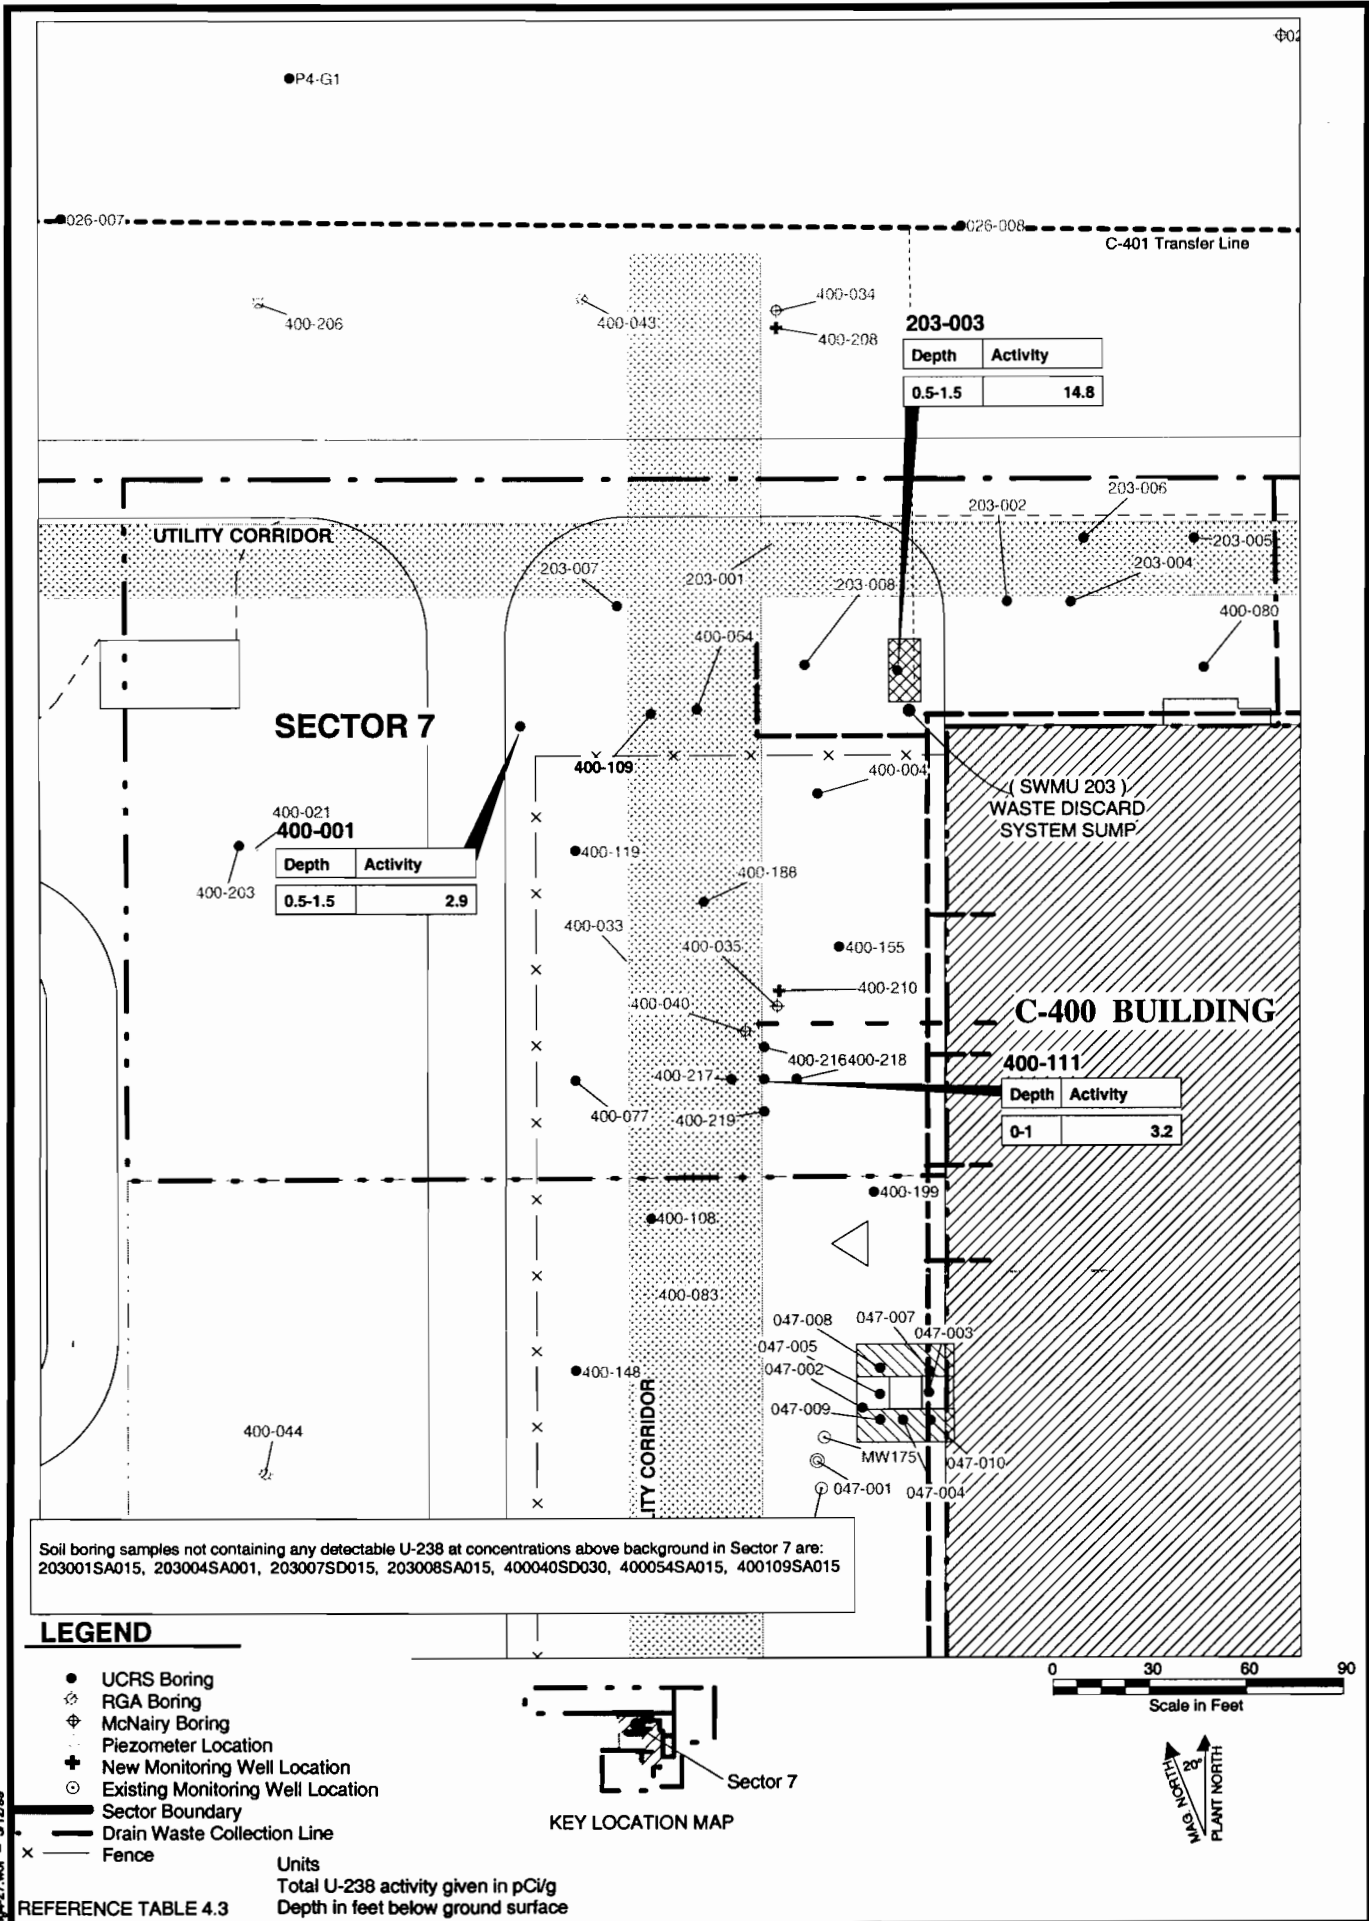 P4-G1
026-007
026-008
C-401 Transfer Line
400-206
400-043
400-034
400-208
203-003
Depth Activity
0.5-1.5 14.8
UTILITY CORRIDOR
203-007
203-001
203-008
203-002
203-006
203-005
203-004
400-080
400-054
SECTOR 7
400-109
400-004
( SWMU 203 )
WASTE DISCARD
SYSTEM SUMP
400-021
400-001
Depth Activity
0.5-1.5 2.9
400-203
400-119
400-188
400-033
400-035
400-155
400-210
400-040
C-400 BUILDING
400-216 400-218
400-217
400-111
Depth Activity
0-1 3.2
400-077
400-219
400-199
400-108
400-083
047-008
047-007
047-003
047-005
047-002
400-148
047-009
400-044
ITY CORRIDOR
MW175
047-010
047-001
047-004
Soil boring samples not containing any detectable U-238 at concentrations above background in Sector 7 are:
203001SA015, 203004SA001, 203007SD015, 203008SA015, 400040SD030, 400054SA015, 400109SA015
LEGEND
UCRS Boring
RGA Boring
McNairy Boring
Piezometer Location
New Monitoring Well Location
Existing Monitoring Well Location
Sector Boundary
Drain Waste Collection Line
Fence
Sector 7
KEY LOCATION MAP
0 30 60 90
Scale in Feet
MAG. NORTH
20°
PLANT NORTH
Units
Total U-238 activity given in pCi/g
Depth in feet below ground surface
REFERENCE TABLE 4.3